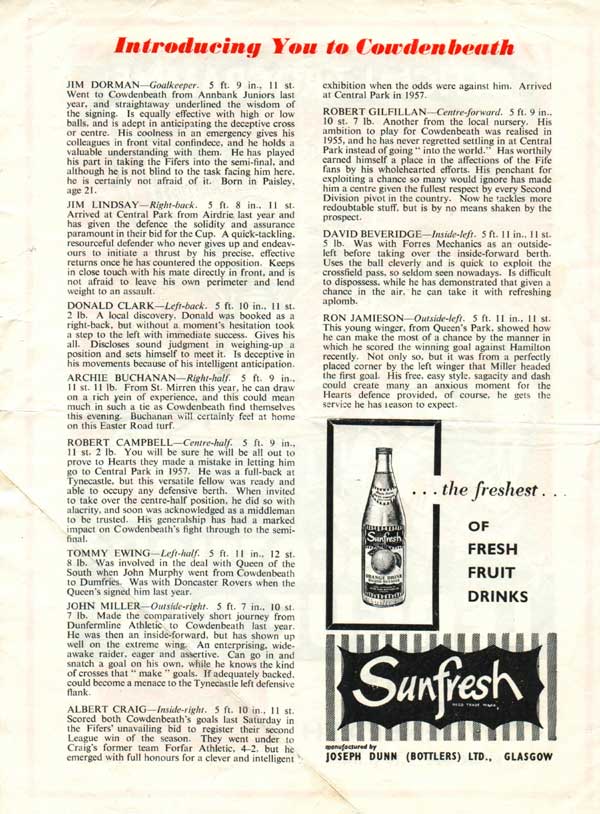 Introducing You to Cowdenbeath
JIM DORMAN—Goalkeeper. 5 ft. 9 in., 11 st.
Went to Cowdenbeath from Annbank Juniors last
year, and straightaway underlined the wisdom of
the signing. Is equally effective with high or low
balls, and is adept in anticipating the deceptive cross
or centre. His coolness in an emergency gives his
colleagues in front vital confidence, and he holds a
valuable understanding with them. He has played
his part in taking the Fifers into the semi-final, and
although he is not blind to the task facing him here,
he is certainly not afraid of it. Born in Paisley,
age 21.
JIM LINDSAY—Right-back. 5 ft. 8 in., 11 st.
Arrived at Central Park from Airdrie last year and
has given the defence the solidity and assurance
paramount in their bid for the Cup. A quick-tackling,
resourceful defender who never gives up and endeav-
ours to initiate a thrust by his precise, effective
returns once he has countered the opposition. Keeps
in close touch with his mate directly in front, and is
not afraid to leave his own perimeter and lend
weight to an assault.
DONALD CLARK—Left-back. 5 ft. 10 in., 11 st.
2 lb. A local discovery, Donald was booked as a
right-back, but without a moment's hesitation took
a step to the left with immediate success. Gives his
all. Discloses sound judgment in weighing-up a
position and sets himself to meet it. Is deceptive in
his movements because of his intelligent anticipation.
ARCHIE BUCHANAN—Right-half. 5 ft. 9 in.,
11 st. 11 lb. From St. Mirren this year, he can draw
on a rich vein of experience, and this could mean
much in such a tie as Cowdenbeath find themselves
this evening. Buchanan will certainly feel at home
on this Easter Road turf.
ROBERT CAMPBELL—Centre-half. 5 ft. 9 in.,
11 st. 2 lb. You will be sure he will be all out to
prove to Hearts they made a mistake in letting him
go to Central Park in 1957. He was a full-back at
Tynecastle, but this versatile fellow was ready and
able to occupy any defensive berth. When invited
to take over the centre-half position, he did so with
alacrity, and soon was acknowledged as a middleman
to be trusted. His generalship has had a marked
impact on Cowdenbeath's fight through to the semi-
final.
TOMMY EWING—Left-half. 5 ft. 11 in., 12 st.
8 lb. Was involved in the deal with Queen of the
South when John Murphy went from Cowdenbeath
to Dumfries. Was with Doncaster Rovers when the
Queen's signed him last year.
JOHN MILLER—Outside-right. 5 ft. 7 in., 10 st.
7 lb. Made the comparatively short journey from
Dunfermline Athletic to Cowdenbeath last year.
He was then an inside-forward, but has shown up
well on the extreme wing. An enterprising, wide-
awake raider, eager and assertive. Can go in and
snatch a goal on his own, while he knows the kind
of crosses that " make " goals. If adequately backed,
could become a menace to the Tynecastle left defensive
flank.
ALBERT CRAIG—Inside-right. 5 ft. 10 in., 11 st.
Scored both Cowdenbeath's goals last Saturday in
the Fifers' unavailing bid to register their second
League win of the season. They went under to
Craig's former team Forfar Athletic, 4-2, but he
emerged with full honours for a clever and intelligent
exhibition when the odds were against him. Arrived
at Central Park in 1957.
ROBERT GILFILLAN—Centre-forward. 5 ft. 9 in.,
10 st. 7 lb. Another from the local nursery. His
ambition to play for Cowdenbeath was realised in
1955, and he has never regretted settling in at Central
Park instead of going " into the world." Has worthily
earned himself a place in the affections of the Fife
fans by his wholehearted efforts. His penchant for
exploiting a chance so many would ignore has made
him a centre given the fullest respect by every Second
Division pivot in the country. Now he tackles more
redoubtable stuff, but is by no means shaken by the
prospect.
DAVID BEVERIDGE—Inside-left. 5 ft. 11 in., 11 st.
5 lb. Was with Forres Mechanics as an outside-
left before taking over the inside-forward berth.
Uses the ball cleverly and is quick to exploit the
crossfield pass, so seldom seen nowadays. Is difficult
to dispossess, while he has demonstrated that given a
chance in the air, he can take it with refreshing
aplomb.
RON JAMIESON—Outside-left. 5 ft. 11 in., 11 st.
This young winger, from Queen's Park, showed how
he can make the most of a chance by the manner in
which he scored the winning goal against Hamilton
recently. Not only so, but it was from a perfectly
placed corner by the left winger that Miller headed
the first goal. His free, easy style, sagacity and dash
could create many an anxious moment for the
Hearts defence provided, of course, he gets the
service he has reason to expect.
Sunfresh
ORANGE DRINK
. . . the freshest . . .
OF
FRESH
FRUIT
DRINKS
Sunfresh
REGD TRADE MARK
manufactured by
JOSEPH DUNN (BOTTLERS) LTD., GLASGOW